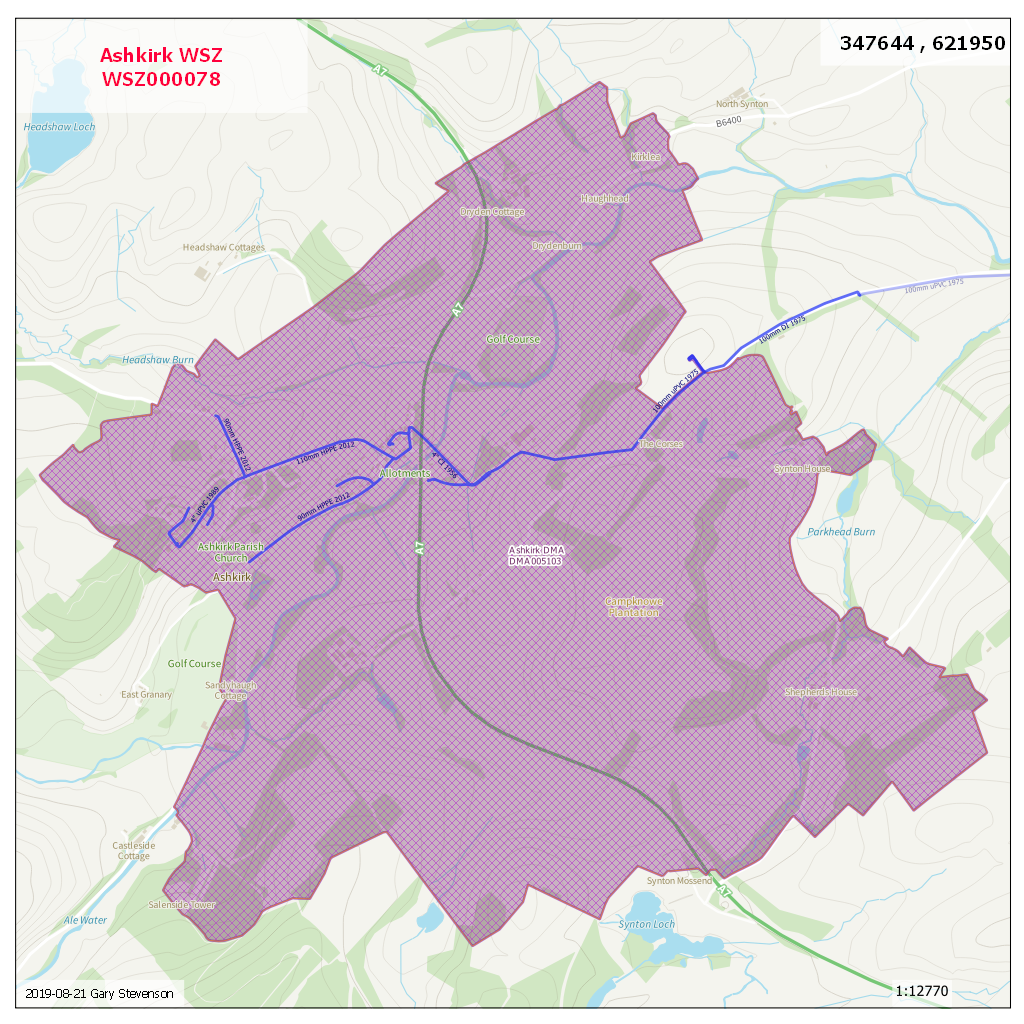 Ashkirk WSZ
WSZ000078
347644 , 621950
A7
North Synton
B6400
Headshaw Loch
Kirklea
Haughhead
Dryden Cottage
Drydenburn
Headshaw Cottages
100mm uPVC 1975
A7
100mm DI 1975
Golf Course
Headshaw Burn
100mm uPVC 1975
90mm HPPE 2012
110mm HPPE 2012
4" CI 1956
The Corses
Synton House
Allotments
4" uPVC 1980
90mm HPPE 2012
Parkhead Burn
Ashkirk Parish
Church
A7
Ashkirk DMA
DMA005103
Ashkirk
Campknowe
Plantation
Golf Course
Sandyhaugh
Cottage
East Granary
Shepherds House
Castleside
Cottage
Synton Mossend
A7
Salenside Tower
Ale Water
Synton Loch
2019-08-21 Gary Stevenson
1:12770